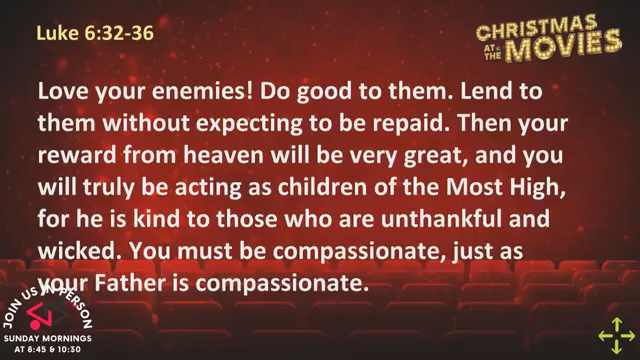 Luke 6:32-36
CHRISTMAS
AT THE
MOVIES
Love your enemies! Do good to them. Lend to
them without expecting to be repaid. Then your
reward from heaven will be very great, and you
will truly be acting as children of the Most High,
for he is kind to those who are unthankful and
wicked. You must be compassionate, just as
your Father is compassionate.
JOIN US IN PERSON
SUNDAY MORNINGS
AT 8:45 & 10:30